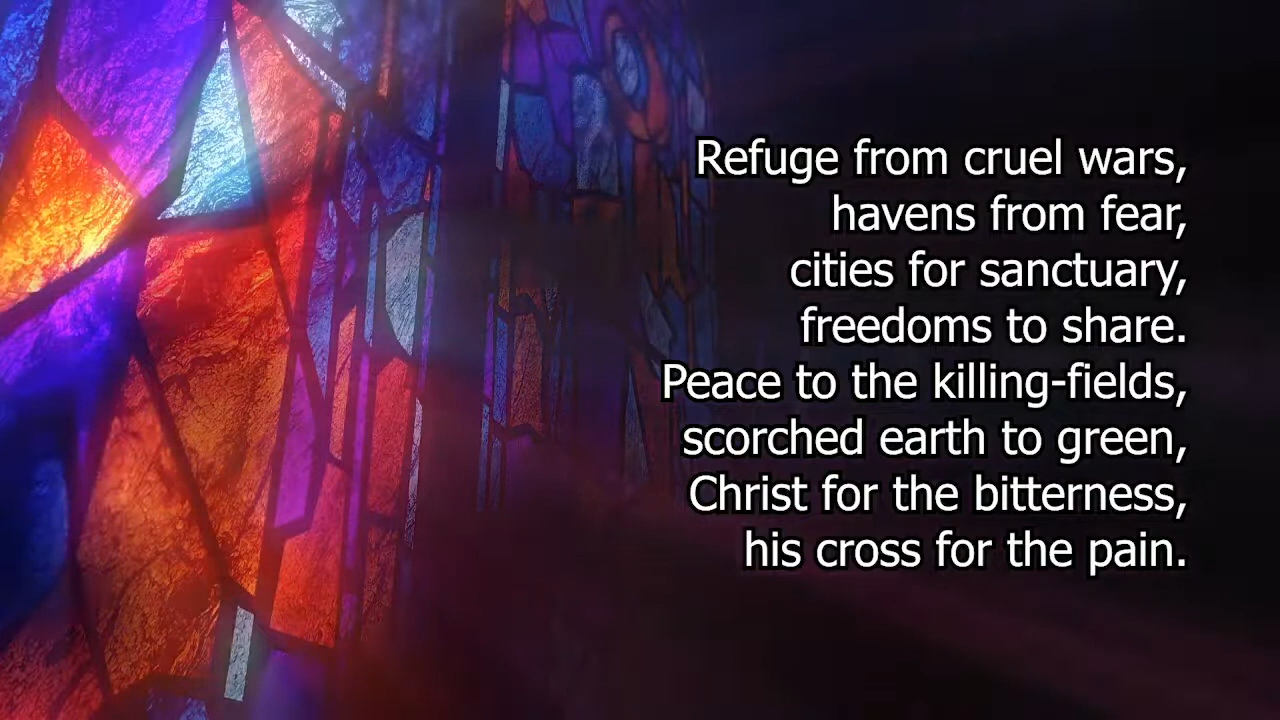 Refuge from cruel wars,
havens from fear,
cities for sanctuary,
freedoms to share.
Peace to the killing-fields,
scorched earth to green,
Christ for the bitterness,
his cross for the pain.